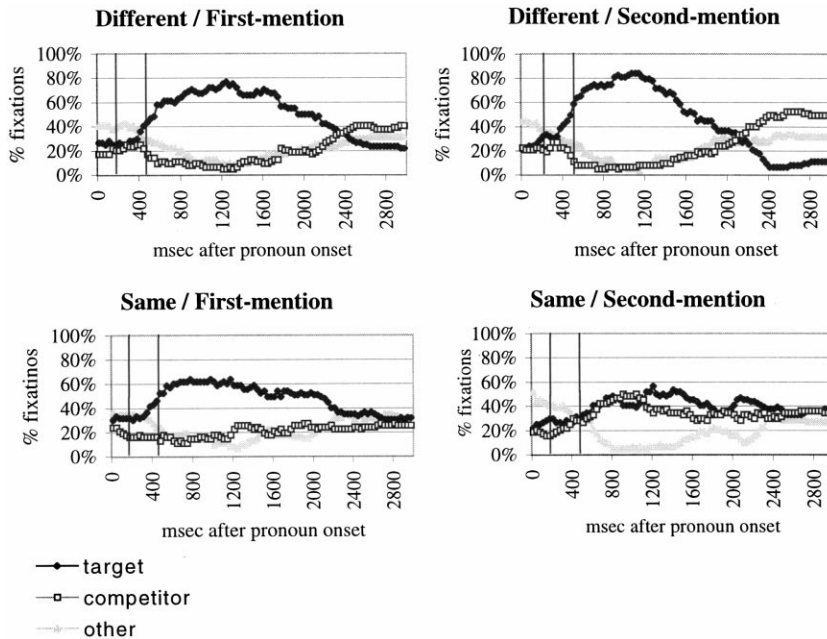 Different / First-mention
100%
80%
60%
40%
20%
0%
% fixations
0 400 800 1200 1600 2000 2400 2800
msec after pronoun onset
Different / Second-mention
100%
80%
60%
40%
20%
0%
% fixations
0 400 800 1200 1600 2000 2400 2800
msec after pronoun onset
Same / First-mention
100%
80%
60%
40%
20%
0%
% fixatinos
0 400 800 1200 1600 2000 2400 2800
msec after pronoun onset
Same / Second-mention
100%
80%
60%
40%
20%
0%
% fixations
0 400 800 1200 1600 2000 2400 2800
msec after pronoun onset
target
competitor
other